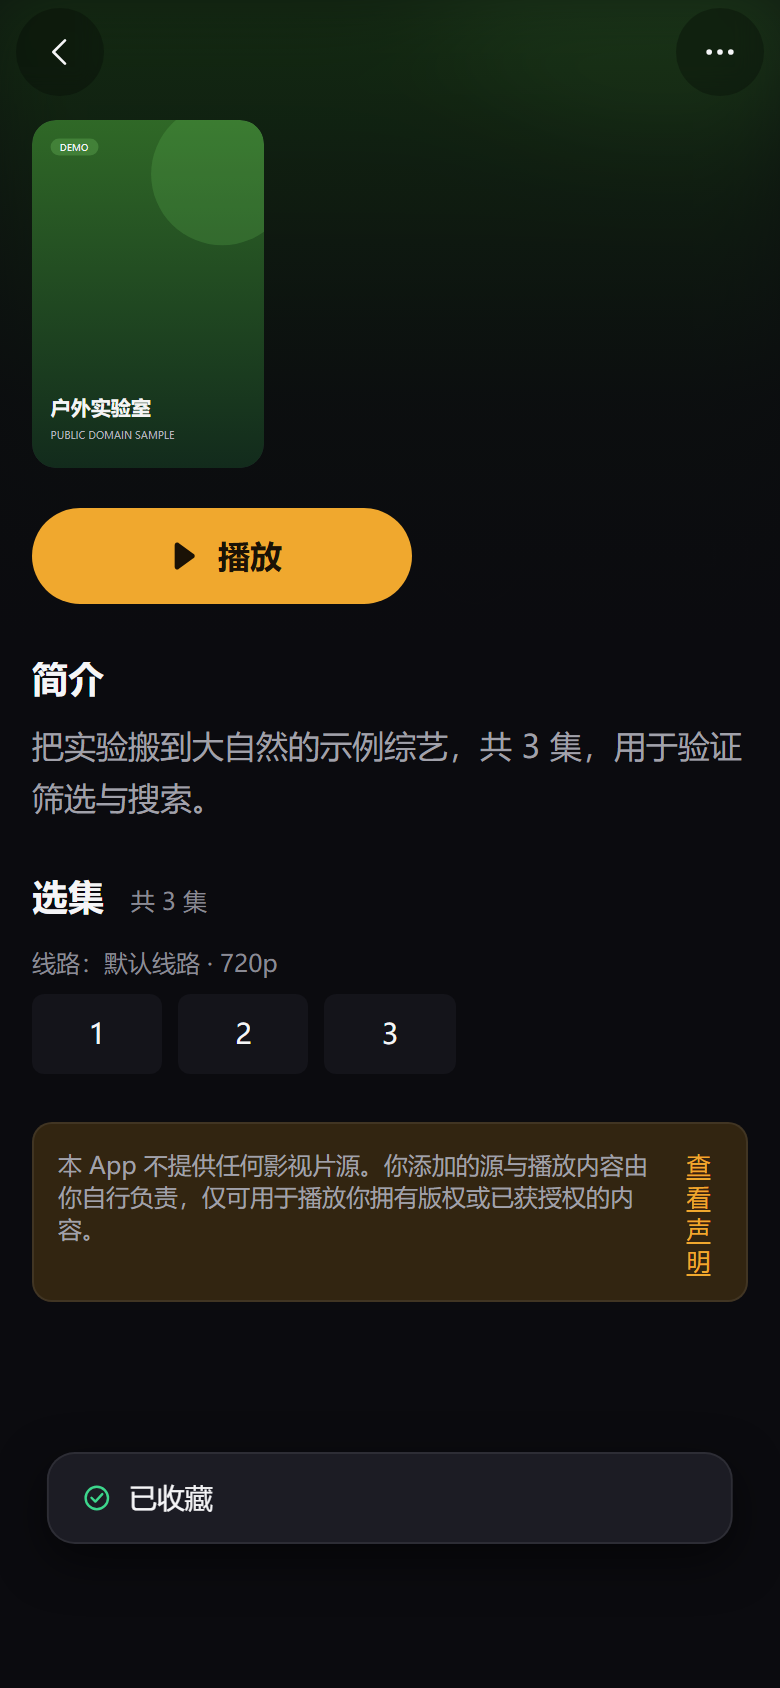 DEMO
户外实验室
PUBLIC DOMAIN SAMPLE
播放
简介
把实验搬到大自然的示例综艺，共 3 集，用于验证
筛选与搜索。
选集 共 3 集
线路：默认线路 · 720p
1 2 3
本 App 不提供任何影视片源。你添加的源与播放内容由
你自行负责，仅可用于播放你拥有版权或已获授权的内
容。
查
看
声
明
已收藏